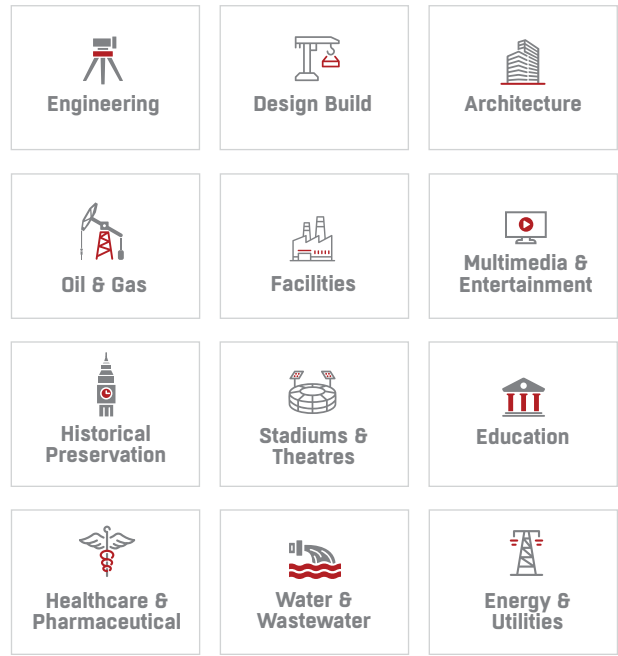 Engineering
Design Build
Architecture
Oil & Gas
Facilities
Multimedia &
Entertainment
Historical
Preservation
Stadiums &
Theatres
Education
Healthcare &
Pharmaceutical
Water &
Wastewater
Energy &
Utilities